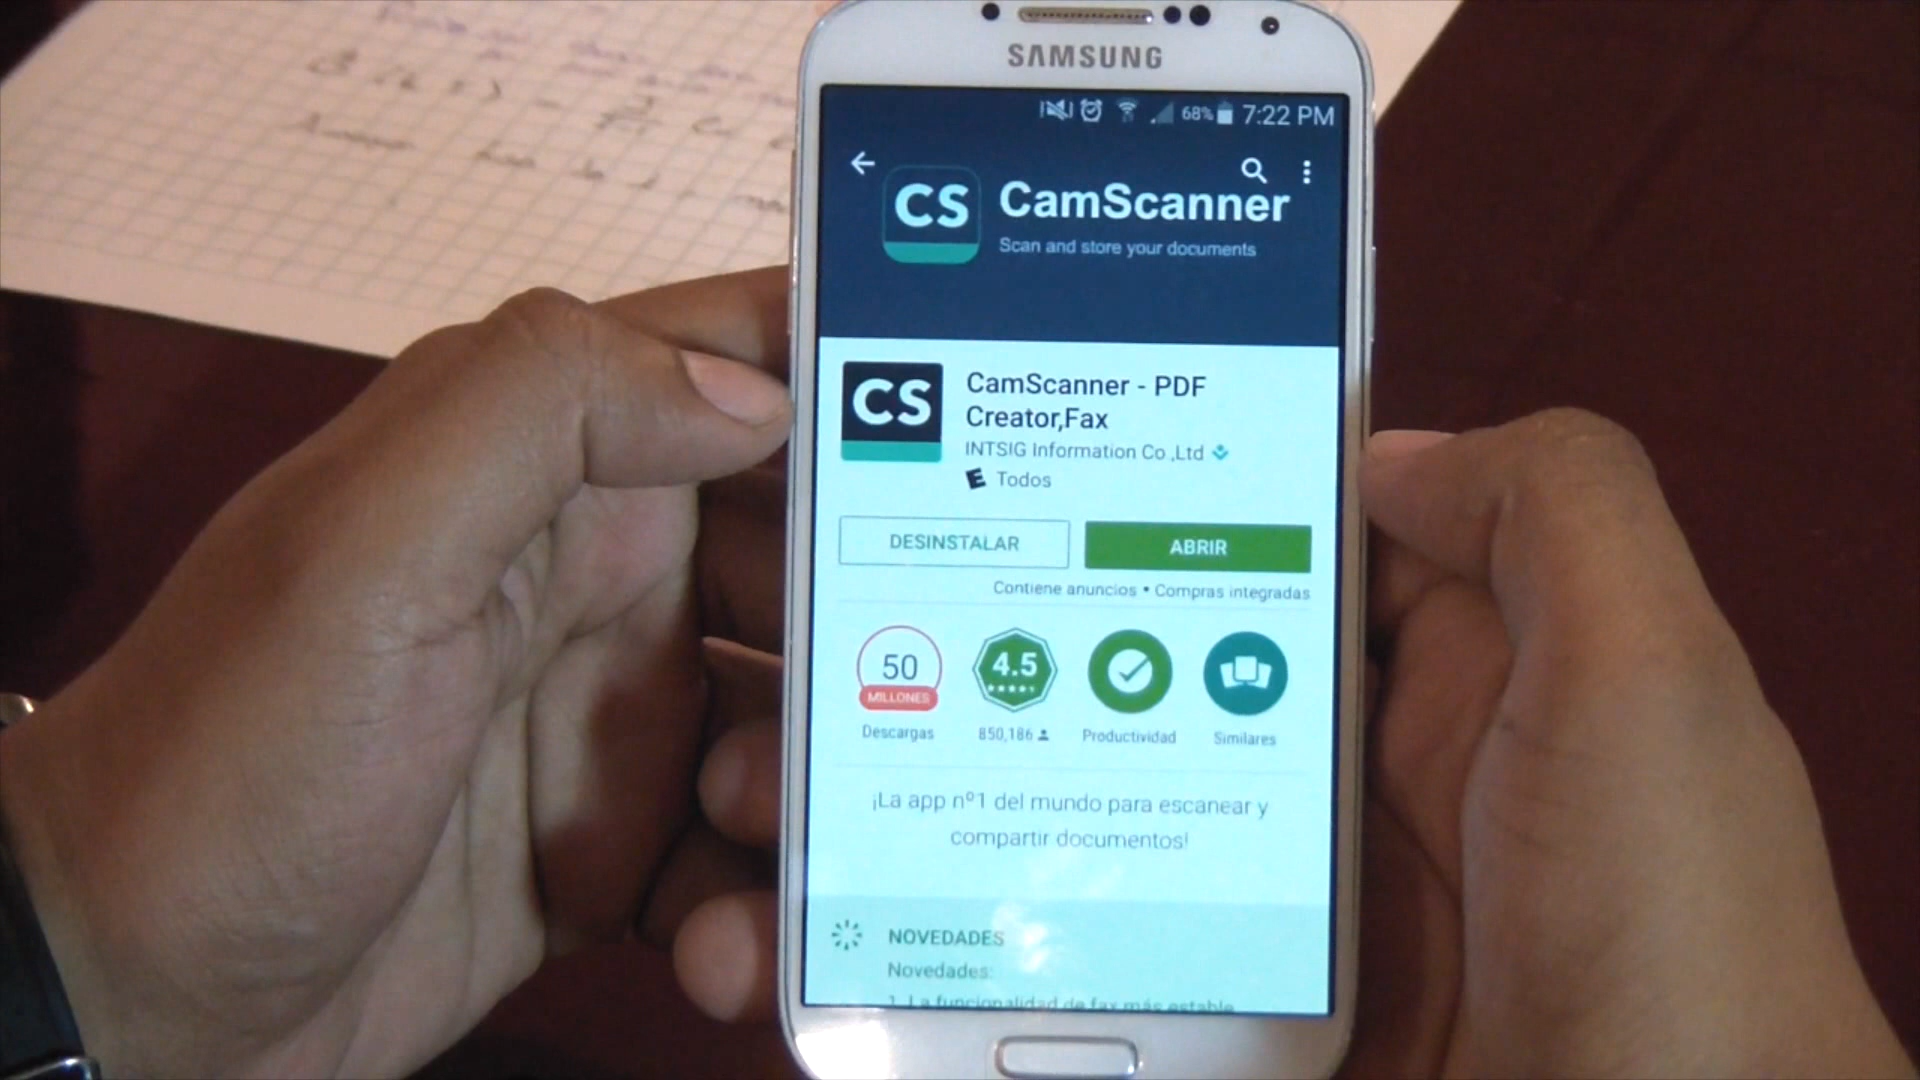 SAMSUNG
68% 7:22 PM
CS CamScanner
Scan and store your documents
CS
CamScanner - PDF
Creator,Fax
INTSIG Information Co.,Ltd
E Todos
DESINSTALAR ABRIR
Contiene anuncios • Compras integradas
50 4.5
MILLONES
Descargas 850,186 Productividad Similares
¡La app nº1 del mundo para escanear y
compartir documentos!
NOVEDADES
Novedades:
1. La funcionalidad de fax más estable